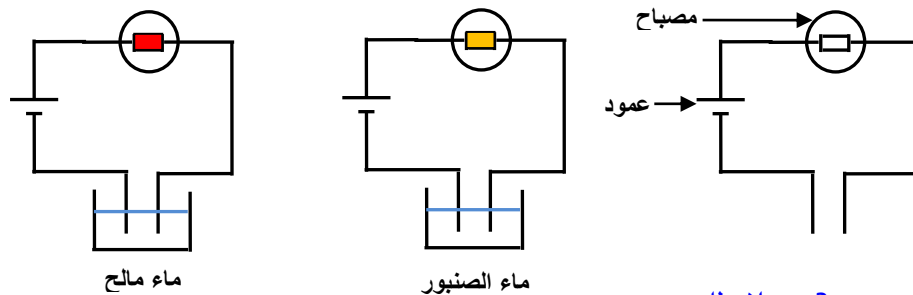 مصباح
عمود
ماء الصنبور
ماء مالح